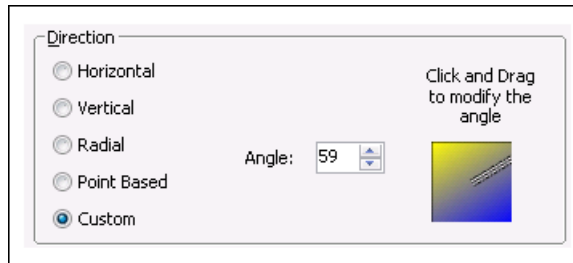 Direction
Horizontal
Vertical
Radial
Point Based
Custom
Angle:
59
Click and Drag
to modify the
angle